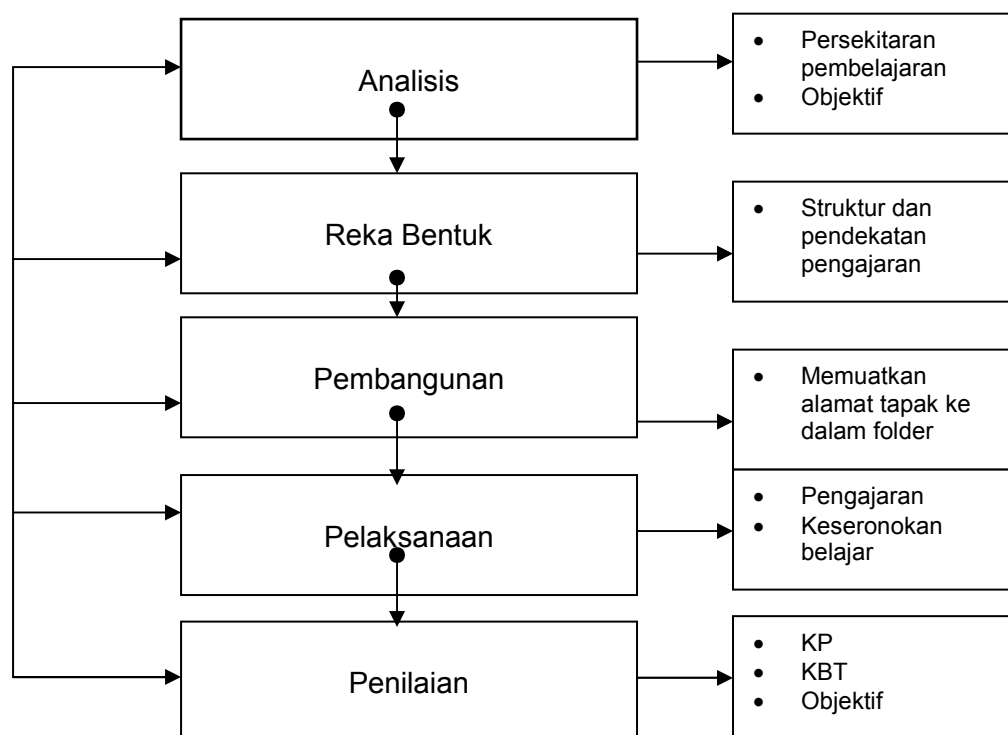 Analisis
• Persekitaran
pembelajaran
• Objektif
Reka Bentuk
• Struktur dan
pendekatan
pengajaran
Pembangunan
• Memuatkan
alamat tapak ke
dalam folder
Pelaksanaan
• Pengajaran
• Keseronokan
belajar
Penilaian
• KP
• KBT
• Objektif